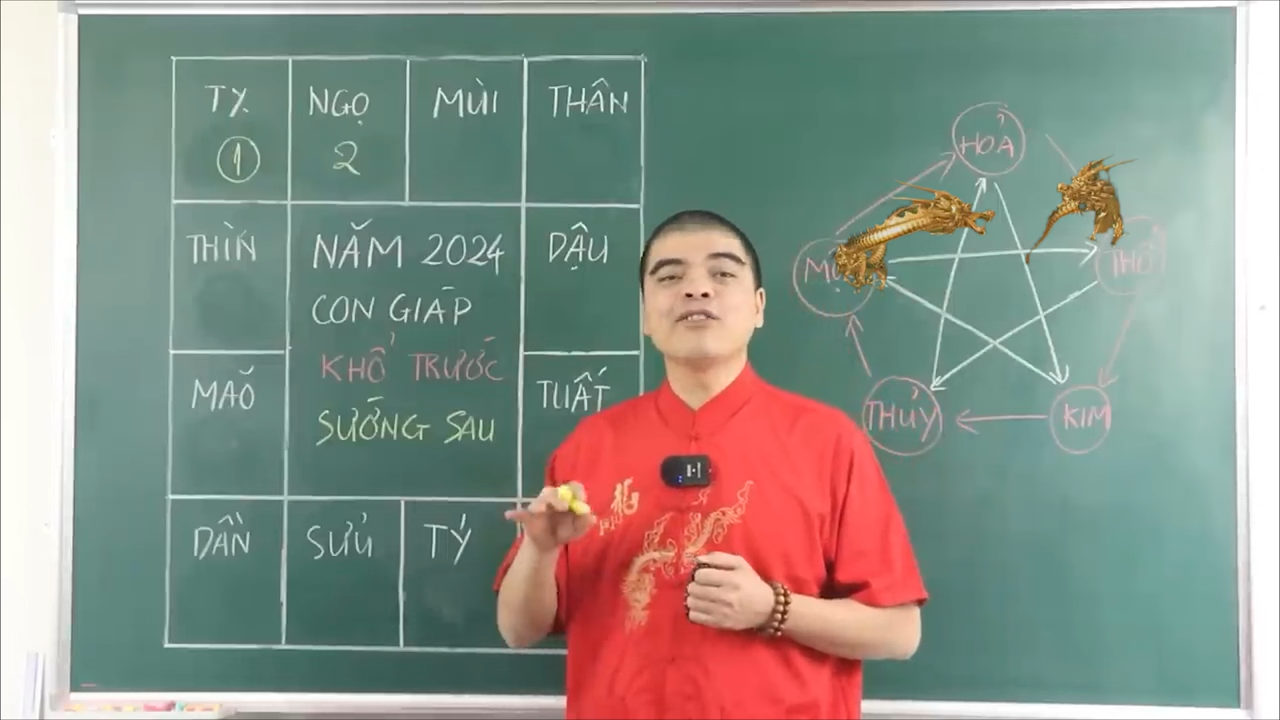 TỴ
①
NGỌ
2
MÙI
THÂN
THÌN
NĂM 2024
CON GIÁP
KHỔ TRƯỚC
SƯỚNG SAU
DẬU
MÃO
TUẤT
DẦN
SỬU
TÝ
HỎA
THỔ
THỦY
KIM
龍